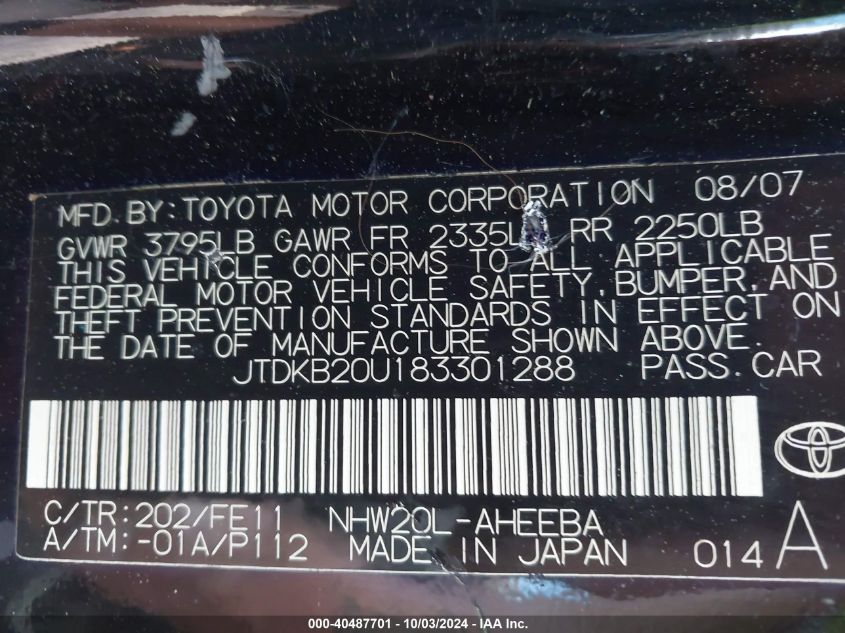 MFD. BY: TOYOTA MOTOR CORPORATION 08/07
GVWR 3795LB GAWR FR 2335L RR 2250LB
THIS VEHICLE CONFORMS TO ALL APPLICABLE
FEDERAL MOTOR VEHICLE SAFETY, BUMPER, AND
THEFT PREVENTION STANDARDS IN EFFECT ON
THE DATE OF MANUFACTURE SHOWN ABOVE.
JTDKB20U183301288 PASS. CAR
C/TR: 202/FE11 NHW20L-AHEEBA
A/TM: -01A/P112 MADE IN JAPAN 014 A
000-40487701 - 10/03/2024 - IAA Inc.